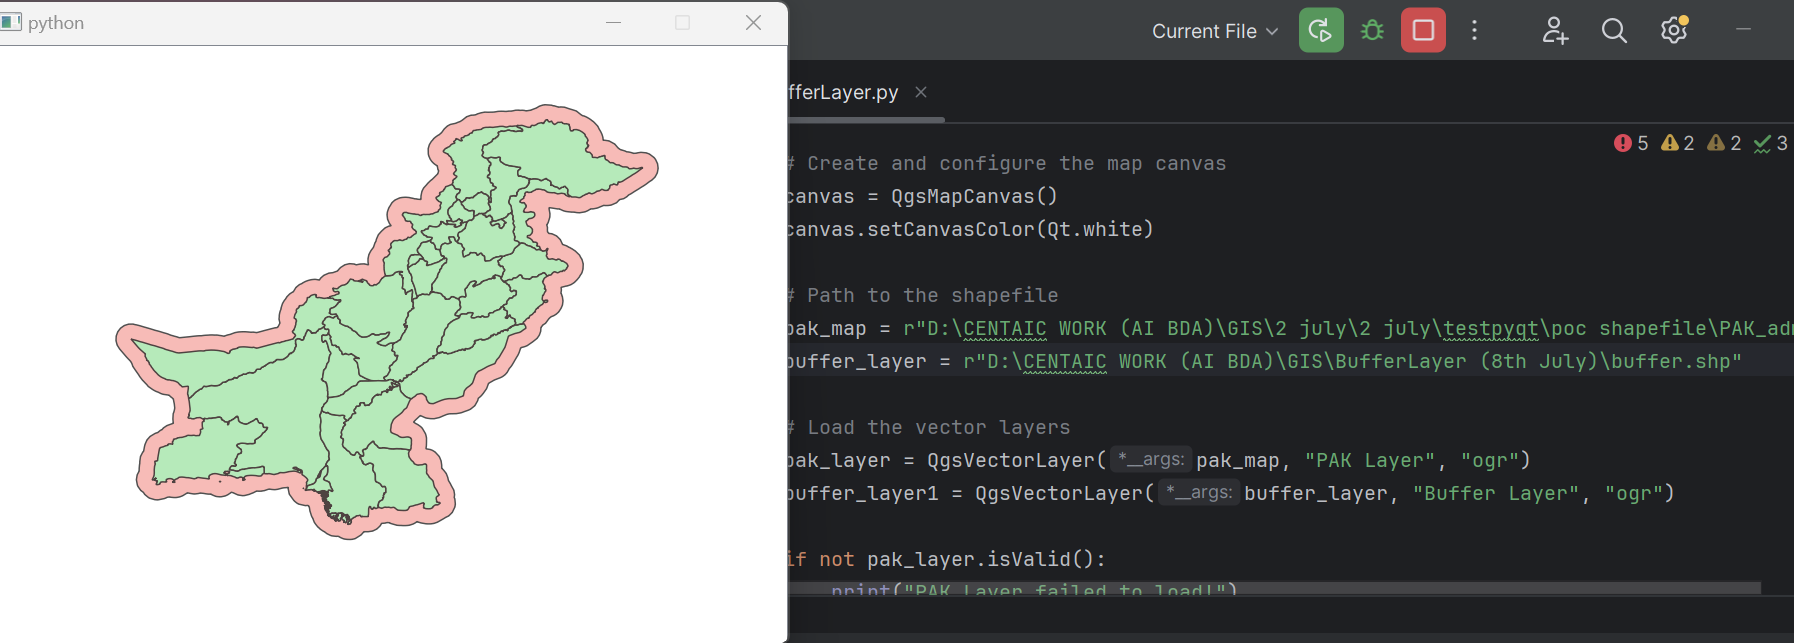 python
Current File
fferLayer.py
5 2 2 3
# Create and configure the map canvas
canvas = QgsMapCanvas()
canvas.setCanvasColor(Qt.white)
# Path to the shapefile
pak_map = r"D:\CENTAIC WORK (AI BDA)\GIS\2 july\2 july\testpyqt\poc shapefile\PAK_adm
buffer_layer = r"D:\CENTAIC WORK (AI BDA)\GIS\BufferLayer (8th July)\buffer.shp"
# Load the vector layers
pak_layer = QgsVectorLayer( *__args: pak_map, "PAK Layer", "ogr")
buffer_layer1 = QgsVectorLayer( *__args: buffer_layer, "Buffer Layer", "ogr")
if not pak_layer.isValid():
print("PAK Layer failed to load!")